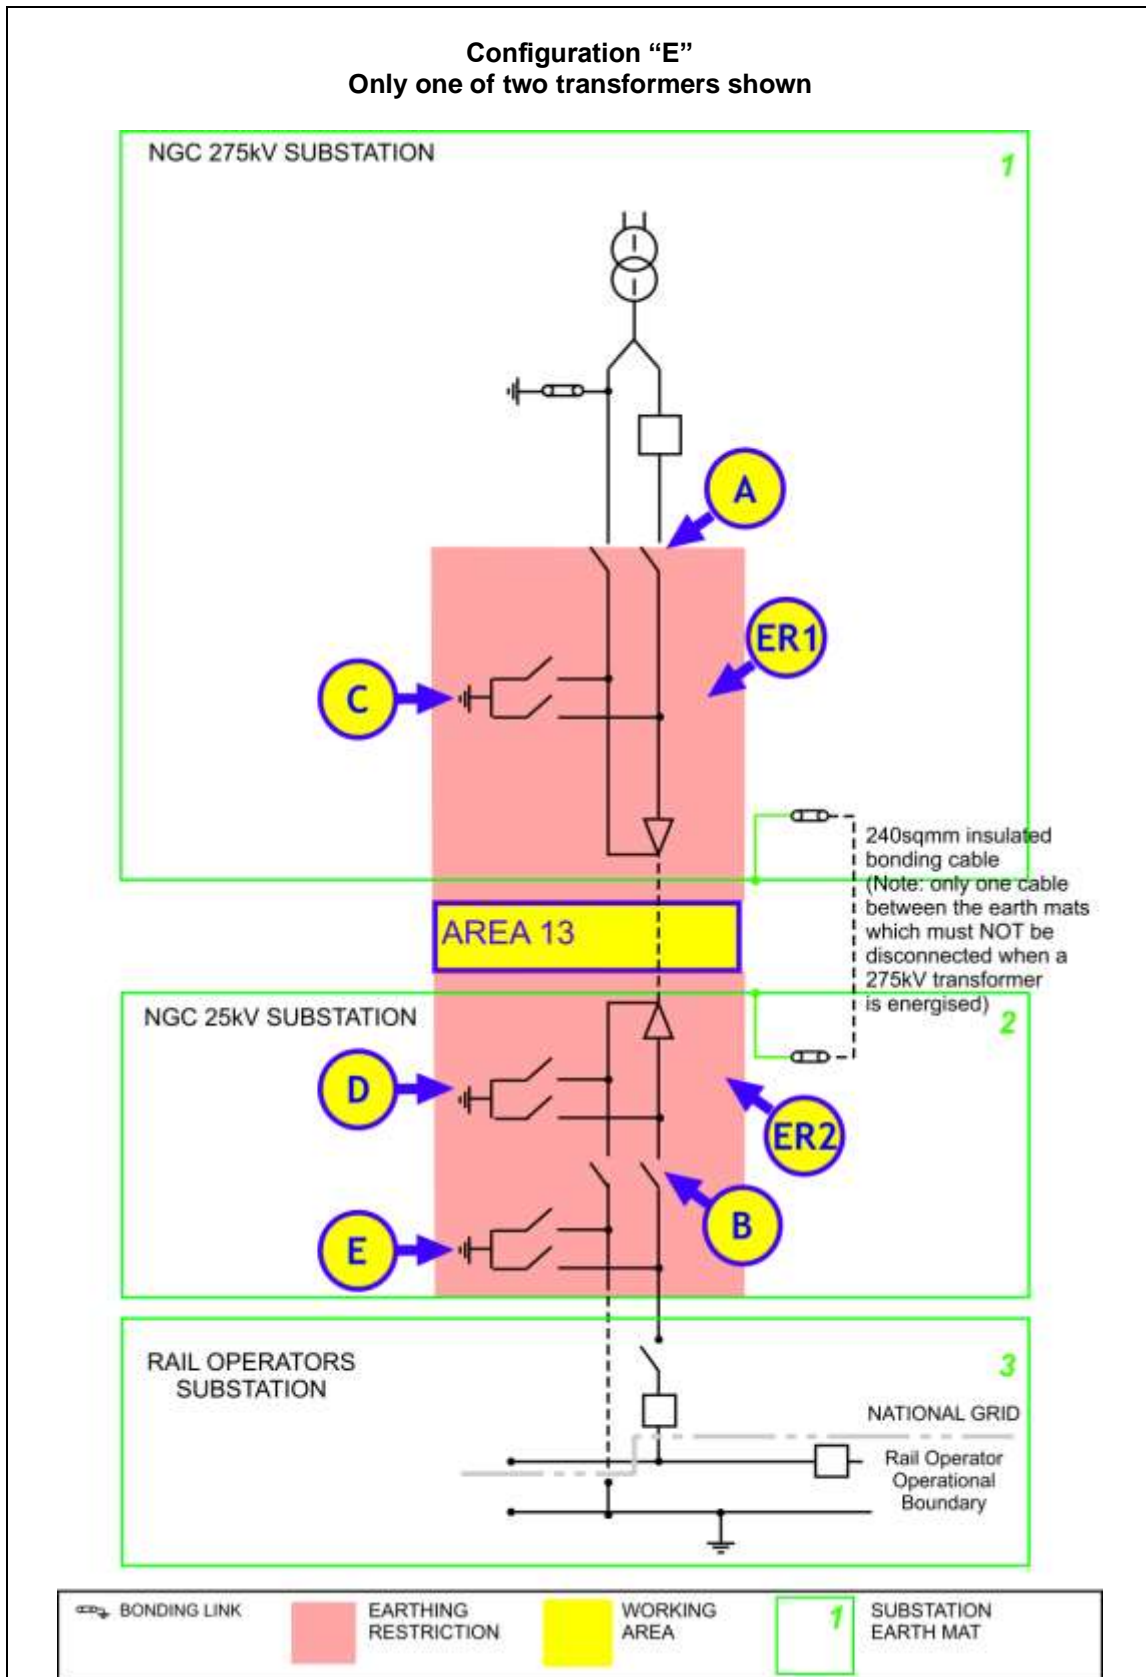 Configuration “E”
Only one of two transformers shown
NGC 275kV SUBSTATION
1
A
ER1
C
240sqmm insulated
bonding cable
(Note: only one cable
between the earth mats
which must NOT be
disconnected when a
275kV transformer
is energised)
AREA 13
NGC 25kV SUBSTATION
2
D
ER2
B
E
RAIL OPERATORS
SUBSTATION
3
NATIONAL GRID
Rail Operator
Operational
Boundary
BONDING LINK
EARTHING
RESTRICTION
WORKING
AREA
1
SUBSTATION
EARTH MAT